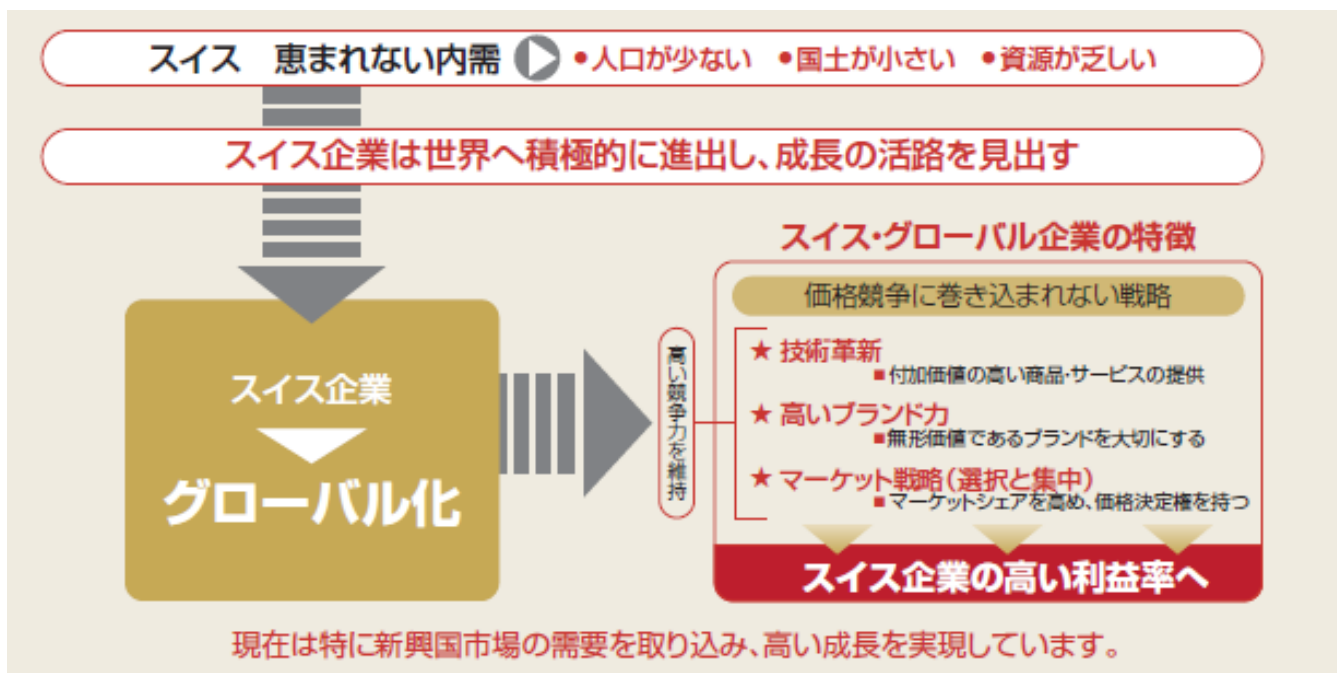 スイス　恵まれない内需 ●人口が少ない ●国土が小さい ●資源が乏しい
スイス企業は世界へ積極的に進出し、成長の活路を見出す
スイス企業
グローバル化
高い競争力を維持
スイス・グローバル企業の特徴
価格競争に巻き込まれない戦略
★ 技術革新
■付加価値の高い商品・サービスの提供
★ 高いブランド力
■無形価値であるブランドを大切にする
★ マーケット戦略(選択と集中)
■マーケットシェアを高め、価格決定権を持つ
スイス企業の高い利益率へ
現在は特に新興国市場の需要を取り込み、高い成長を実現しています。